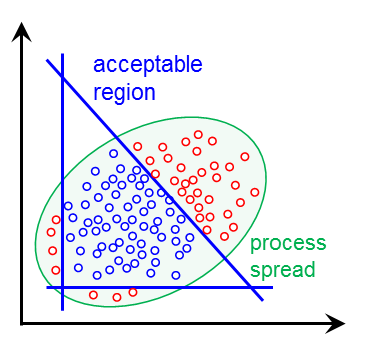 acceptable
region
process
spread